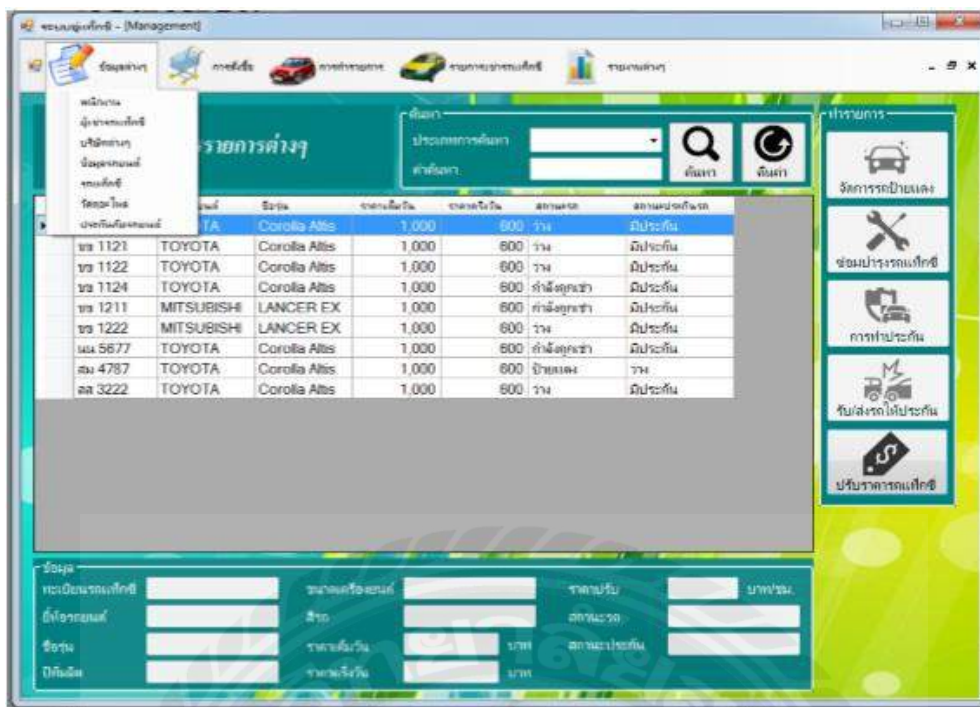 ระบบอู่แท็กซี่ - [Management]
ข้อมูลต่างๆ การสั่งซื้อ การทำรายการ รายการเช่ารถแท็กซี่ รายงานต่างๆ
พนักงาน
ผู้เช่ารถแท็กซี่
บริษัทต่างๆ
ข้อมูลรถยนต์
รถแท็กซี่
วัสดุอะไหล่
ประกันภัยรถยนต์
รายการต่างๆ
ค้นหา
ประเภทการค้นหา
คำค้นหา
ค้นหา คืนค่า
ชื่อรุ่น ราคาเต็มวัน ราคาครึ่งวัน สถานะรถ สถานะประกันรถ
TA Corolla Altis 1,000 600 ว่าง มีประกัน
1121 TOYOTA Corolla Altis 1,000 600 ว่าง มีประกัน
1122 TOYOTA Corolla Altis 1,000 600 ว่าง มีประกัน
1124 TOYOTA Corolla Altis 1,000 600 กำลังถูกเช่า มีประกัน
1211 MITSUBISHI LANCER EX 1,000 600 กำลังถูกเช่า มีประกัน
1222 MITSUBISHI LANCER EX 1,000 600 ว่าง มีประกัน
5677 TOYOTA Corolla Altis 1,000 600 กำลังถูกเช่า มีประกัน
สม 4787 TOYOTA Corolla Altis 1,000 600 ป้ายแดง ว่าง
สส 3222 TOYOTA Corolla Altis 1,000 600 ว่าง มีประกัน
ทำรายการ
จัดการรถป้ายแดง
ซ่อมบำรุงรถแท็กซี่
การทำประกัน
รับ/ส่งรถให้ประกัน
ปรับราคารถแท็กซี่
ข้อมูล
ทะเบียนรถแท็กซี่ ขนาดเครื่องยนต์ ราคาปรับ บาท/ชม.
ยี่ห้อรถยนต์ สีรถ สถานะรถ
ชื่อรุ่น ราคาเต็มวัน บาท สถานะประกัน
ปีที่ผลิต ราคาครึ่งวัน บาท